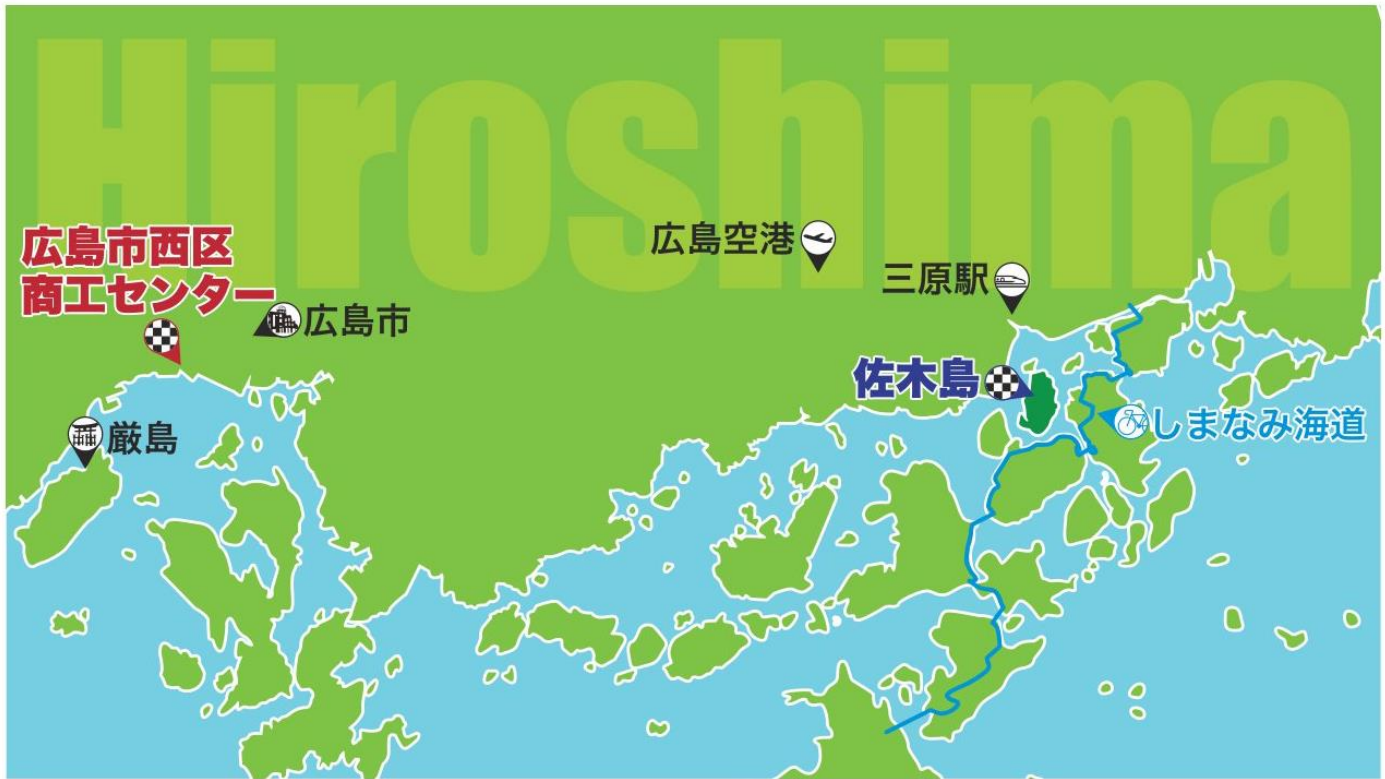 Hiroshima
広島市西区
商工センター
広島空港
三原駅
広島市
佐木島
しまなみ海道
厳島